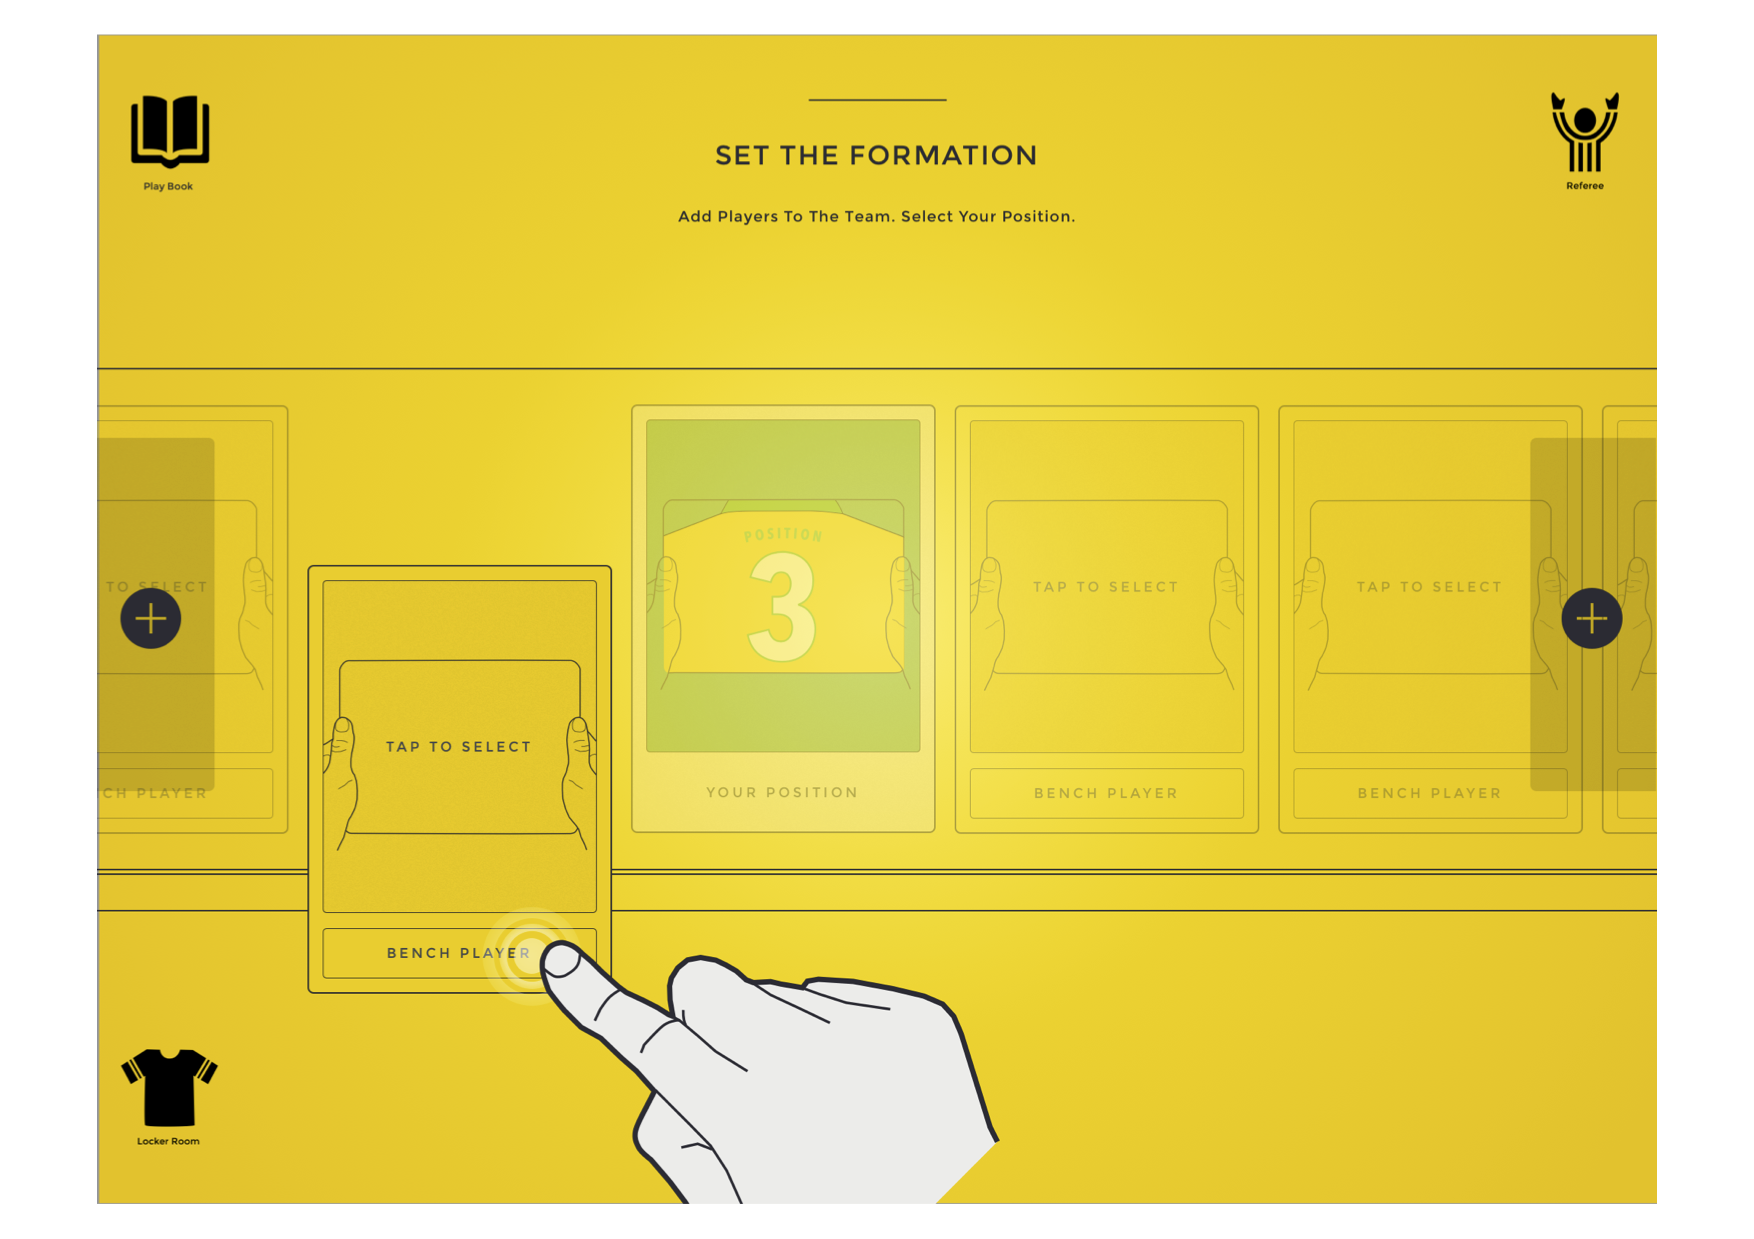 SET THE FORMATION
Add Players To The Team. Select Your Position.
Play Book
Referee
TO SELECT
CH PLAYER
TAP TO SELECT
BENCH PLAYER
POSITION
3
YOUR POSITION
TAP TO SELECT
BENCH PLAYER
TAP TO SELECT
BENCH PLAYER
Locker Room